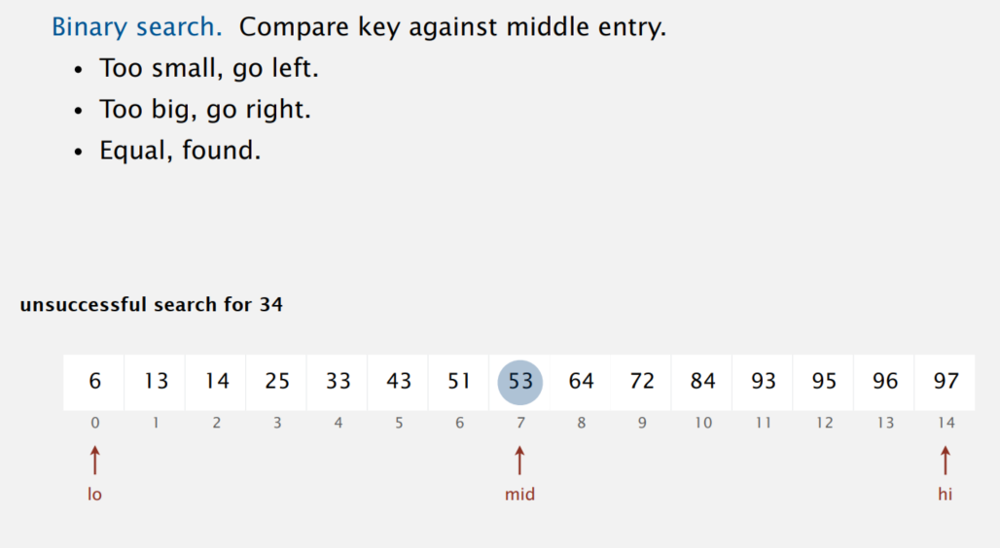 Binary search. Compare key against middle entry.
• Too small, go left.
• Too big, go right.
• Equal, found.
unsuccessful search for 34
6 13 14 25 33 43 51 53 64 72 84 93 95 96 97
0 1 2 3 4 5 6 7 8 9 10 11 12 13 14
lo mid hi